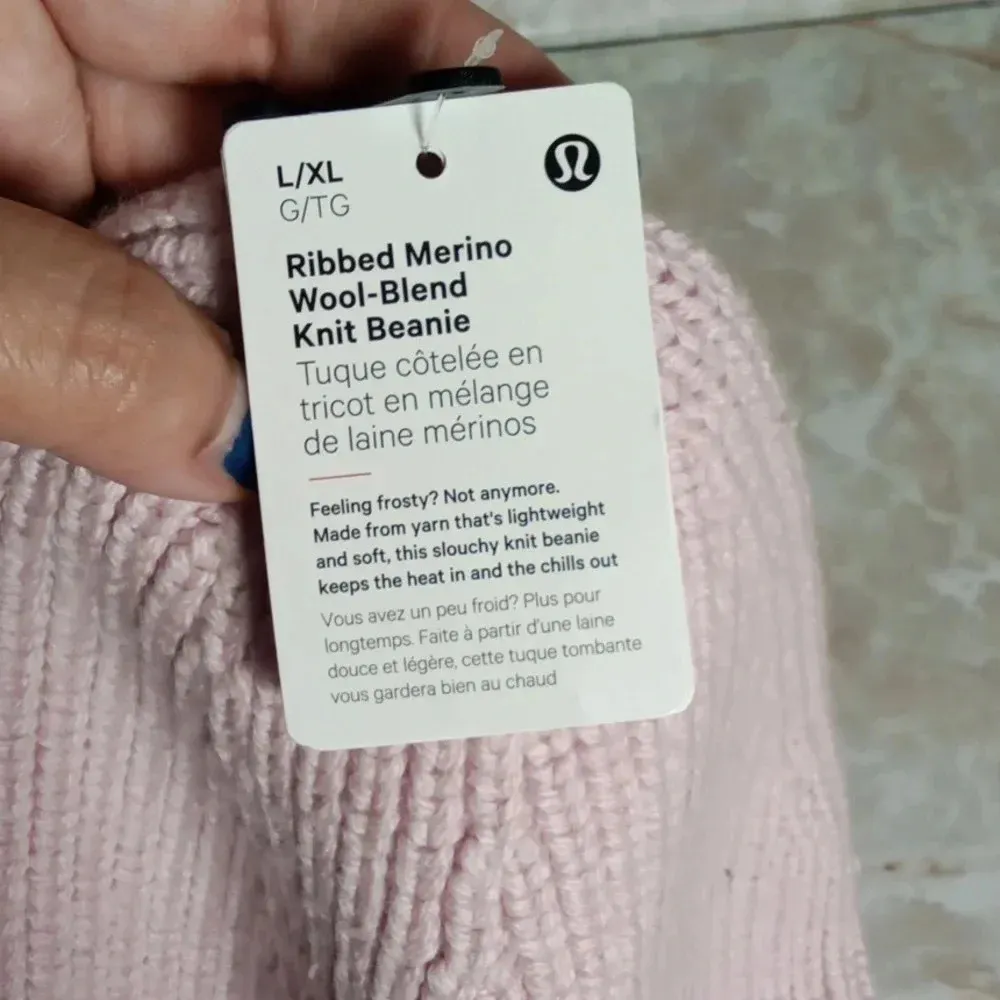 L/XL
G/TG
Ribbed Merino
Wool-Blend
Knit Beanie
Tuque côtelée en
tricot en mélange
de laine mérinos
Feeling frosty? Not anymore.
Made from yarn that's lightweight
and soft, this slouchy knit beanie
keeps the heat in and the chills out
Vous avez un peu froid? Plus pour
longtemps. Faite à partir d'une laine
douce et légère, cette tuque tombante
vous gardera bien au chaud